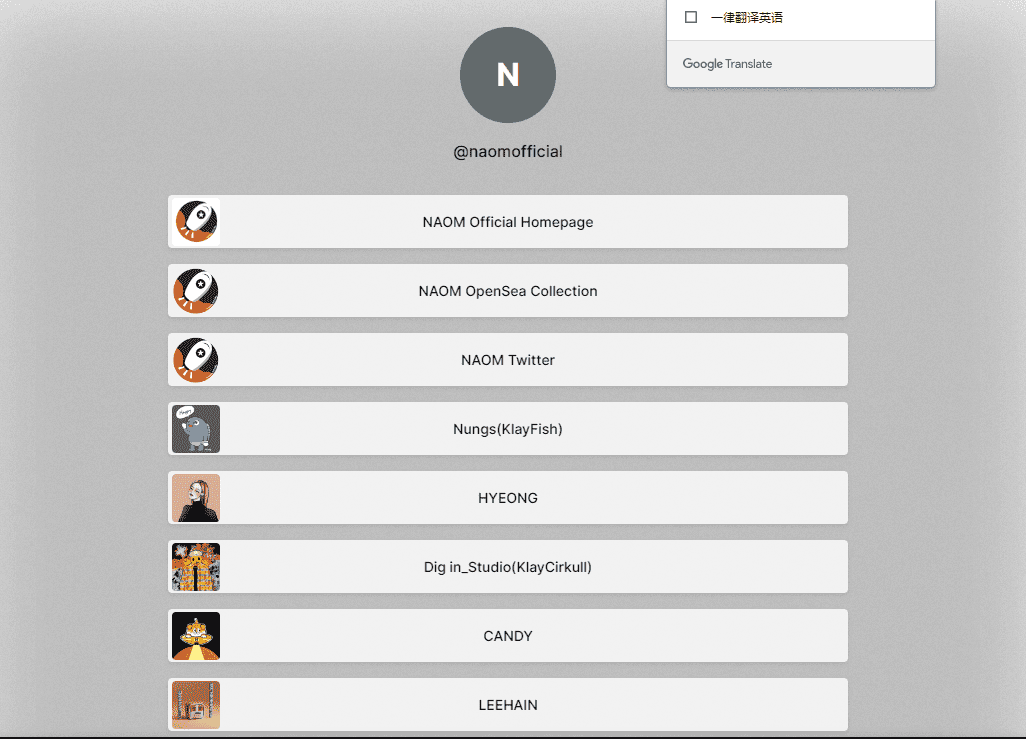 一律翻译英语
Google Translate
N
@naomofficial
NAOM Official Homepage
NAOM OpenSea Collection
NAOM Twitter
Nungs(KlayFish)
HYEONG
Dig in_Studio(KlayCirkull)
CANDY
LEEHAIN